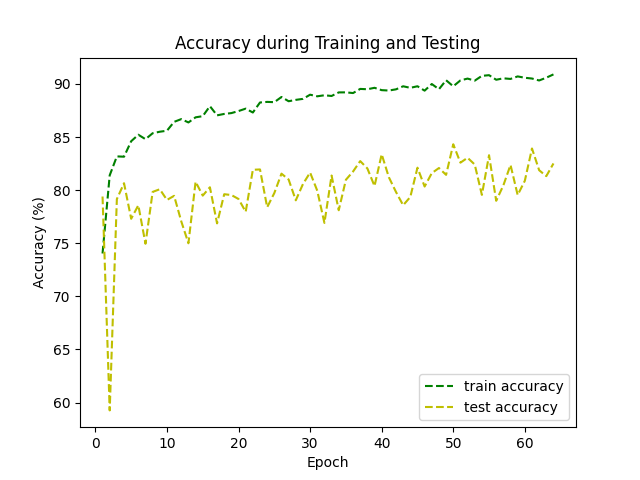 Accuracy during Training and Testing
90
85
80
75
70
65
60
Accuracy (%)
train accuracy
test accuracy
0 10 20 30 40 50 60
Epoch